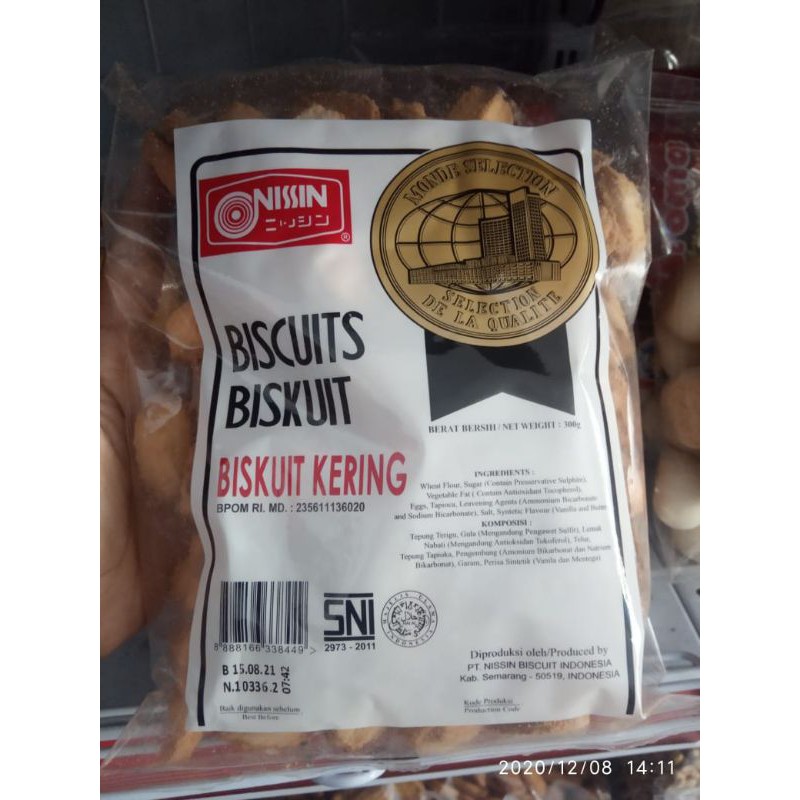 NISSIN
ニッシン
®
MONDE SELECTION
SELECTION
DE LA QUALITE
BISCUITS
BISKUIT
BERAT BERSIH / NET WEIGHT : 300g
BISKUIT KERING
BPOM RI. MD. : 235611136020
INGREDIENTS :
Wheat Flour, Sugar (Contain Preservative Sulphit),
Vegetable Fat ( Contain Antioxidant Tocopherol),
Eggs, Tapioca, Leavening Agents (Ammonium Bicarbonate
and Sodium Bicarbonate), Salt, Syntetic Flavour (Vanilla and Butter
KOMPOSISI :
Tepung Terigu, Gula (Mengandung Pengawet Sulfit), Lemak
Nabati (Mengandung Antioksidan Tokoferol), Telur,
Tepung Tapioka, Pengembang (Amonium Bikarbonat dan Natrium
Bikarbonat), Garam, Perisa Sintetik (Vanila dan Mentega)
8 888166 338449 >
SNI
2973 - 2011
MAJELIS ULAMA
INDONESIA
B 15.08.21
N.10336.2 07:42
Baik digunakan sebelum
Best Before
Diproduksi oleh/Produced by
PT. NISSIN BISCUIT INDONESIA
Kab. Semarang - 50519, INDONESIA
Kode Produksi
Production Code
2020/12/08 14:11